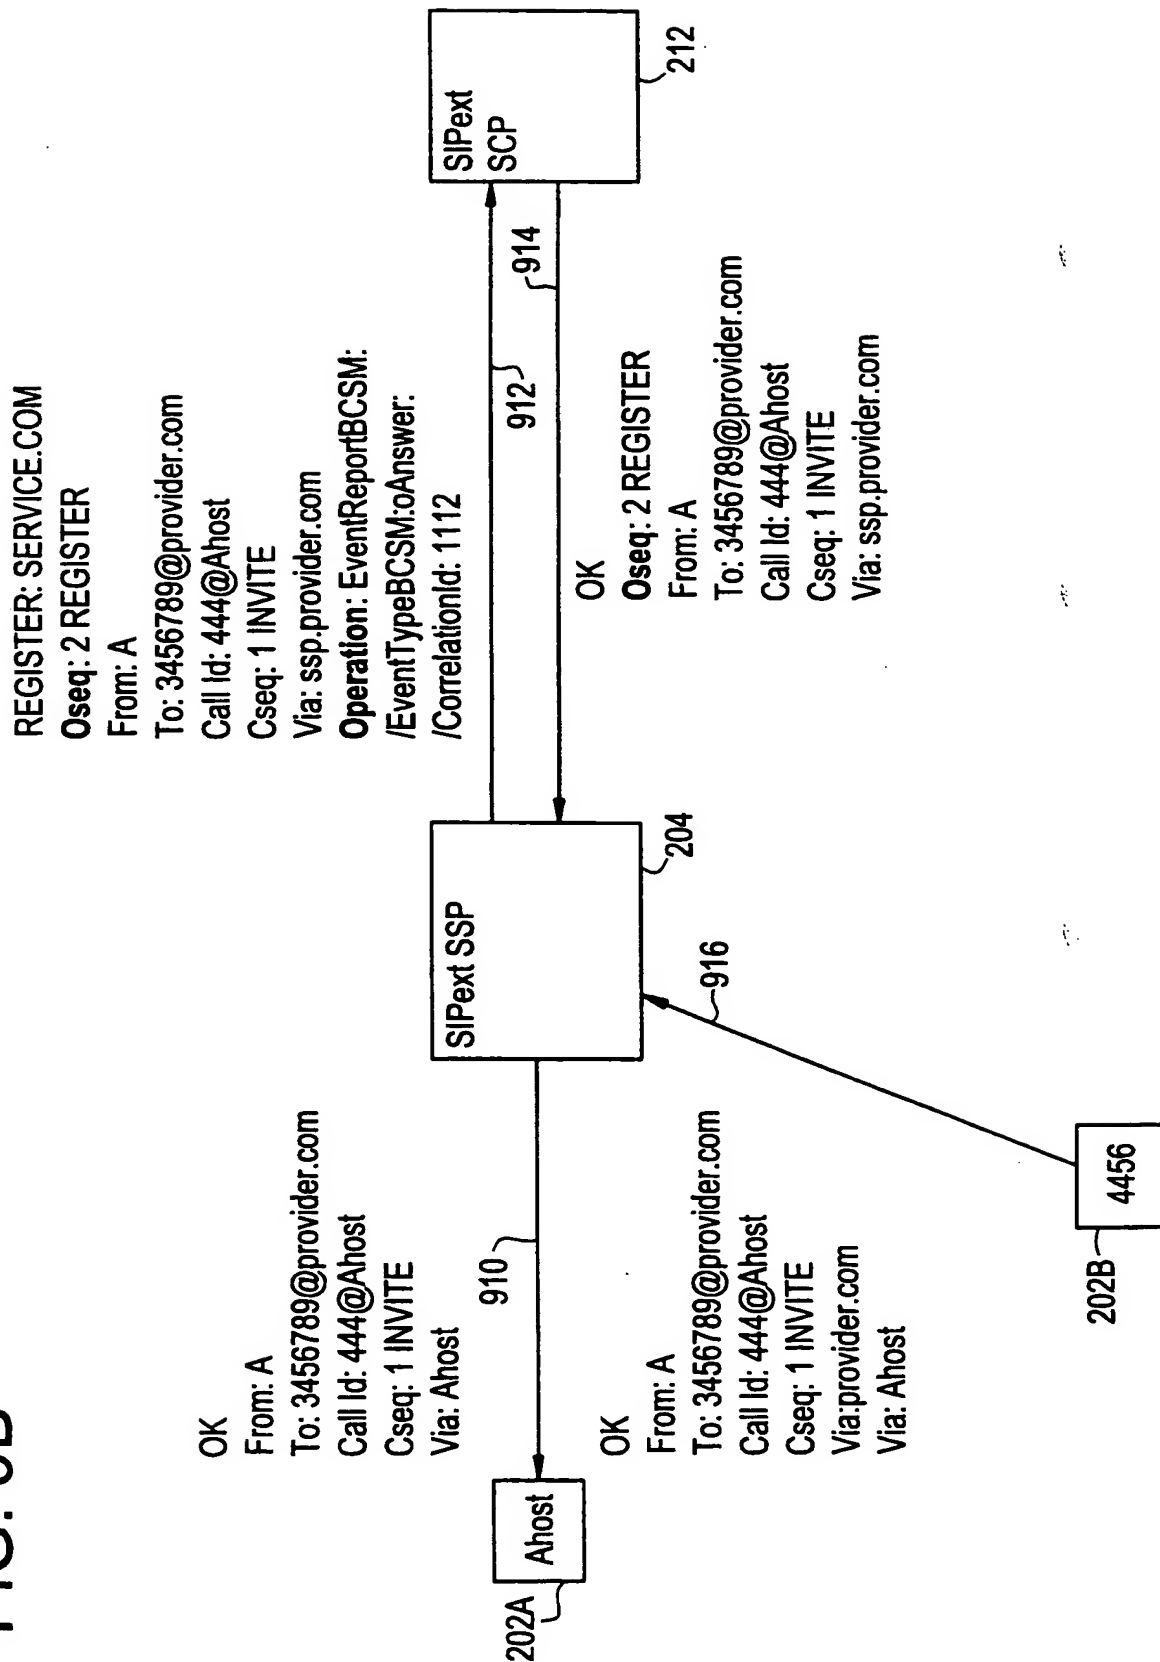 FIG.
REGISTER: SERVICE.COM
Oseq: 2 REGISTER
From: A
To: 3456789@provider.com
Call Id: 444@Ahost
Cseq: 1 INVITE
Via: ssp.provider.com
Operation: EventReportBCSM:
/EventTypeBCSM:oAnswer:
/CorrelationId: 1112
OK
From: A
To: 3456789@provider.com
Call Id: 444@Ahost
Cseq: 1 INVITE
Via: Ahost
910
Ahost
202A
SIPext SSP
204
912
914
SIPext
SCP
212
OK
Oseq: 2 REGISTER
From: A
To: 3456789@provider.com
Call Id: 444@Ahost
Cseq: 1 INVITE
Via: ssp.provider.com
OK
From: A
To: 3456789@provider.com
Call Id: 444@Ahost
Cseq: 1 INVITE
Via:provider.com
Via: Ahost
916
4456
202B